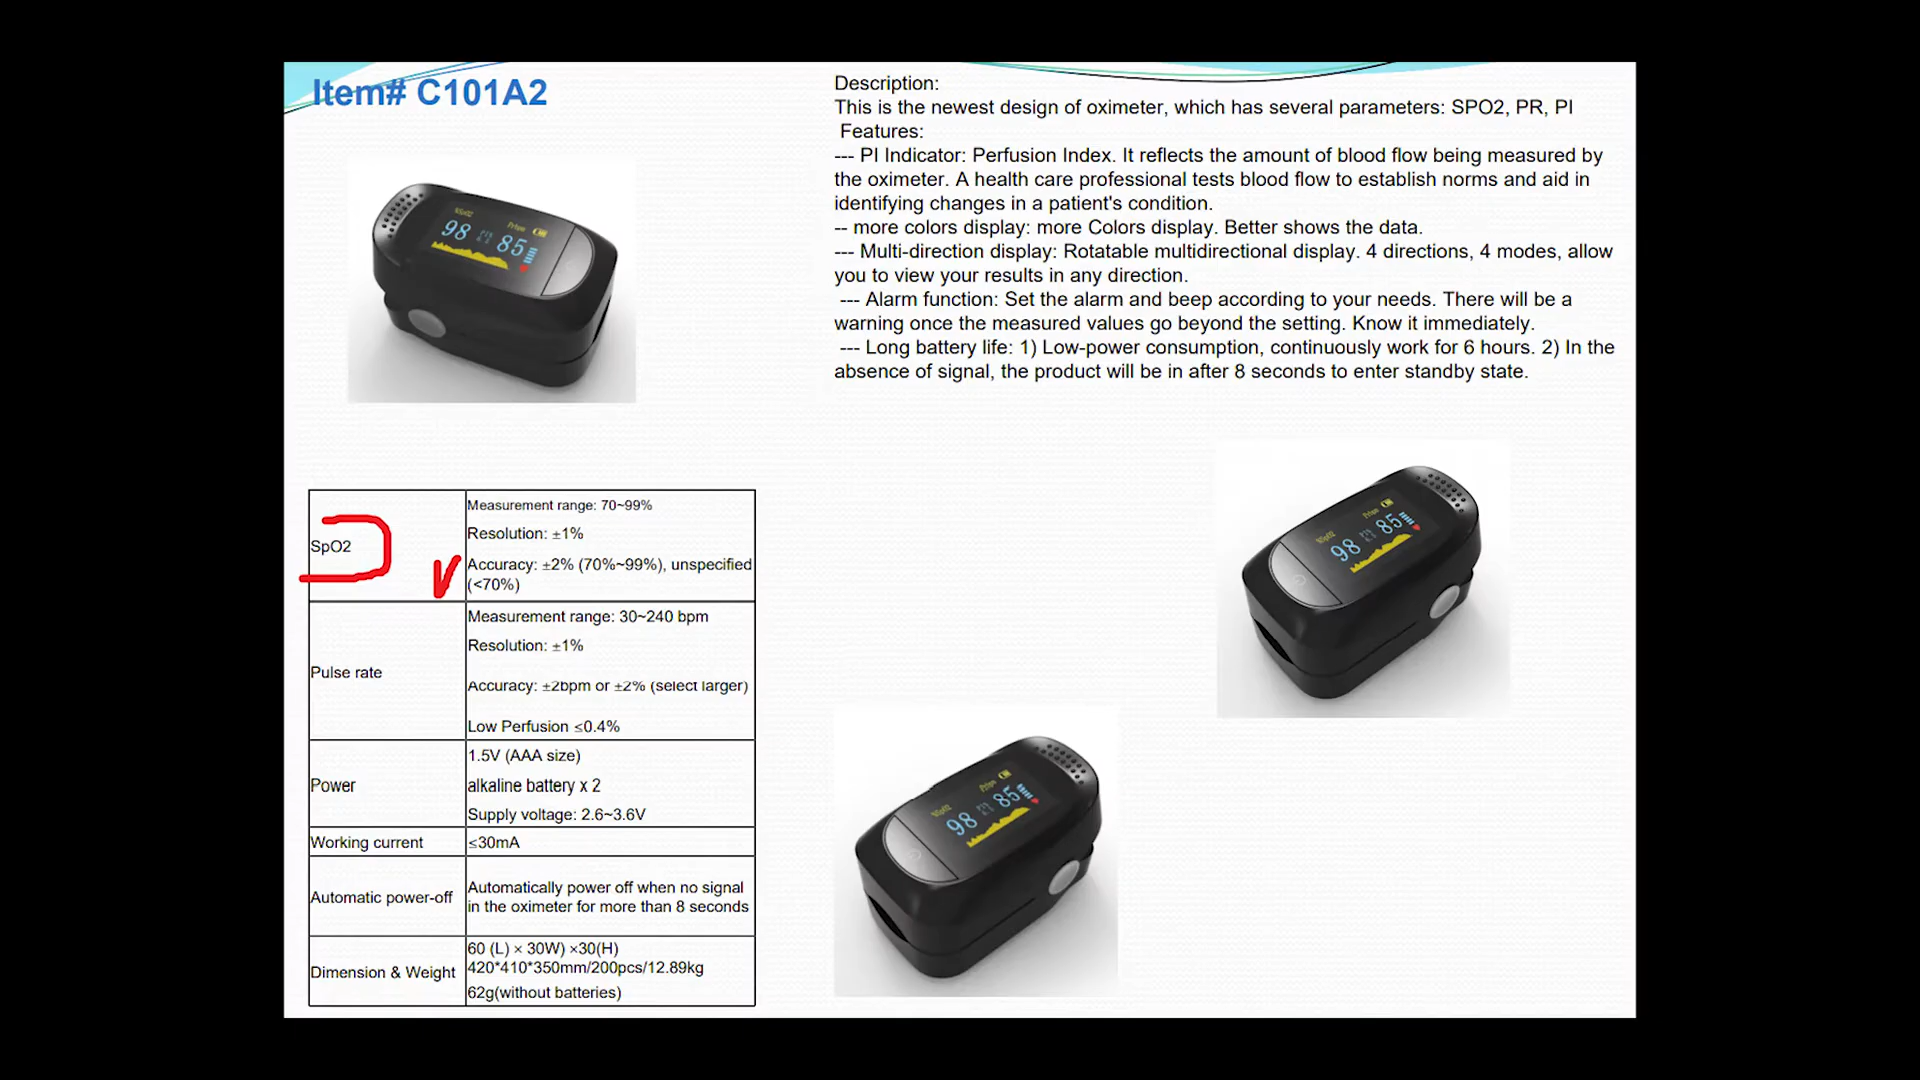 Item# C101A2
Description:
This is the newest design of oximeter, which has several parameters: SPO2, PR, PI
Features:
--- PI Indicator: Perfusion Index. It reflects the amount of blood flow being measured by
the oximeter. A health care professional tests blood flow to establish norms and aid in
identifying changes in a patient's condition.
-- more colors display: more Colors display. Better shows the data.
--- Multi-direction display: Rotatable multidirectional display. 4 directions, 4 modes, allow
you to view your results in any direction.
--- Alarm function: Set the alarm and beep according to your needs. There will be a
warning once the measured values go beyond the setting. Know it immediately.
--- Long battery life: 1) Low-power consumption, continuously work for 6 hours. 2) In the
absence of signal, the product will be in after 8 seconds to enter standby state.
%SpO2 PRbpm
98 85
SpO2
Measurement range: 70~99%
Resolution: ±1%
Accuracy: ±2% (70%~99%), unspecified
(<70%)
Pulse rate
Measurement range: 30~240 bpm
Resolution: ±1%
Accuracy: ±2bpm or ±2% (select larger)
Low Perfusion ≤0.4%
Power
1.5V (AAA size)
alkaline battery x 2
Supply voltage: 2.6~3.6V
Working current
≤30mA
Automatic power-off
Automatically power off when no signal
in the oximeter for more than 8 seconds
Dimension & Weight
60 (L) × 30W) ×30(H)
420*410*350mm/200pcs/12.89kg
62g(without batteries)
%SpO2 PRbpm
98 85
%SpO2 PRbpm
98 85